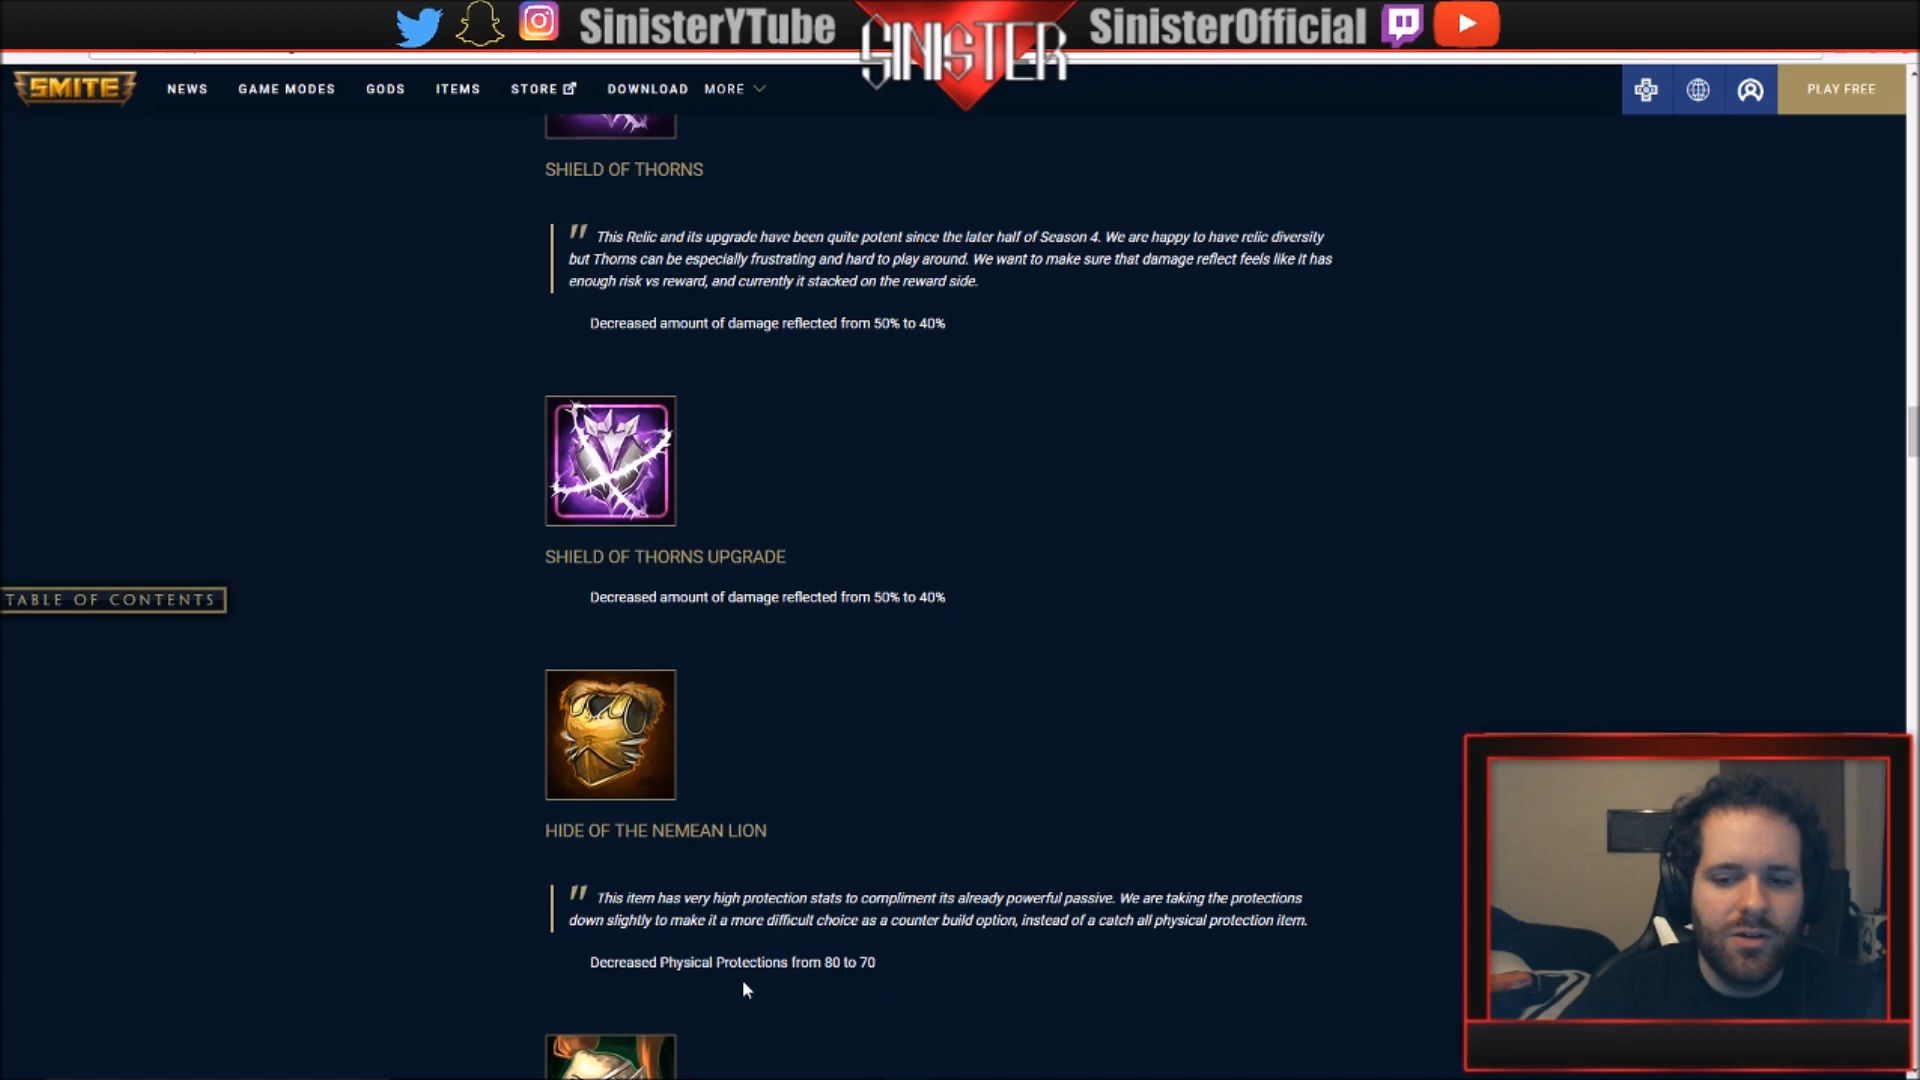 SinisterYTube
SINISTER
SinisterOfficial
SMITE
NEWS
GAME MODES
GODS
ITEMS
STORE
DOWNLOAD
MORE
PLAY FREE
SHIELD OF THORNS
" This Relic and its upgrade have been quite potent since the later half of Season 4. We are happy to have relic diversity
but Thorns can be especially frustrating and hard to play around. We want to make sure that damage reflect feels like it has
enough risk vs reward, and currently it stacked on the reward side.
Decreased amount of damage reflected from 50% to 40%
SHIELD OF THORNS UPGRADE
TABLE OF CONTENTS
Decreased amount of damage reflected from 50% to 40%
HIDE OF THE NEMEAN LION
" This item has very high protection stats to compliment its already powerful passive. We are taking the protections
down slightly to make it a more difficult choice as a counter build option, instead of a catch all physical protection item.
Decreased Physical Protections from 80 to 70